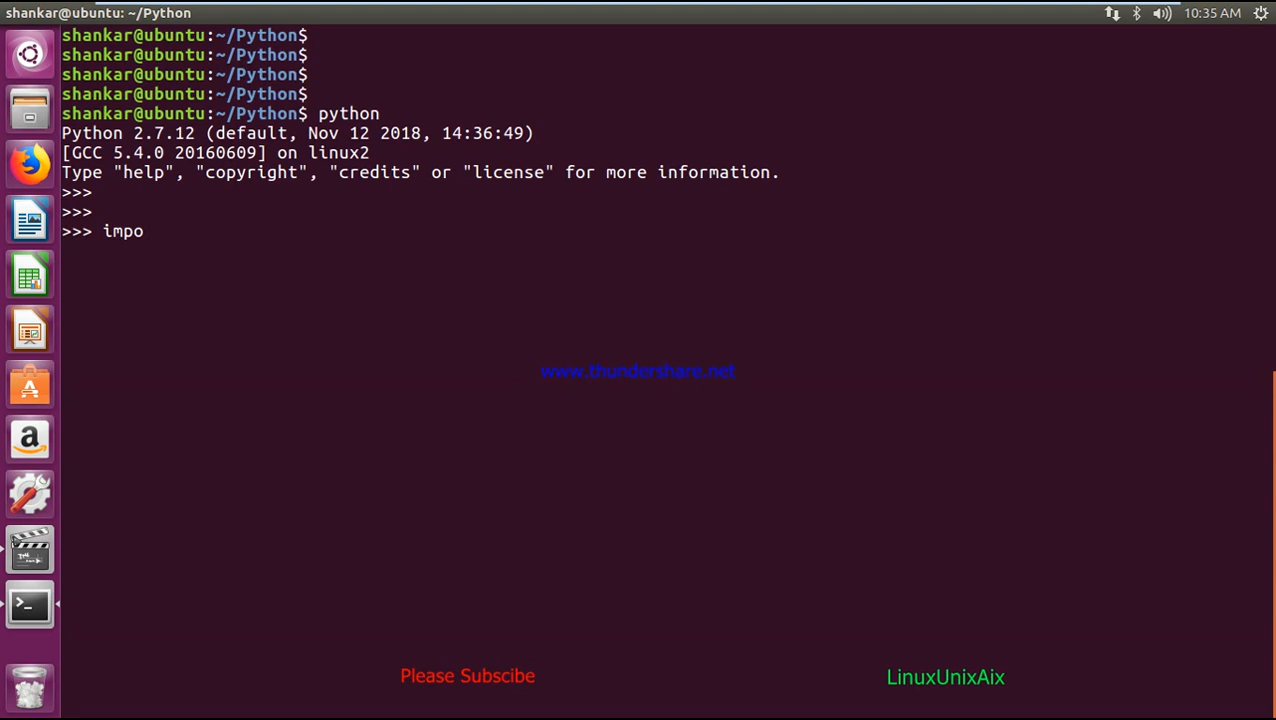 shankar@ubuntu: ~/Python
10:35 AM
shankar@ubuntu:~/Python$
shankar@ubuntu:~/Python$
shankar@ubuntu:~/Python$
shankar@ubuntu:~/Python$
shankar@ubuntu:~/Python$ python
Python 2.7.12 (default, Nov 12 2018, 14:36:49)
[GCC 5.4.0 20160609] on linux2
Type "help", "copyright", "credits" or "license" for more information.
>>>
>>>
>>> impo
www.thundershare.net
Please Subscibe
LinuxUnixAix